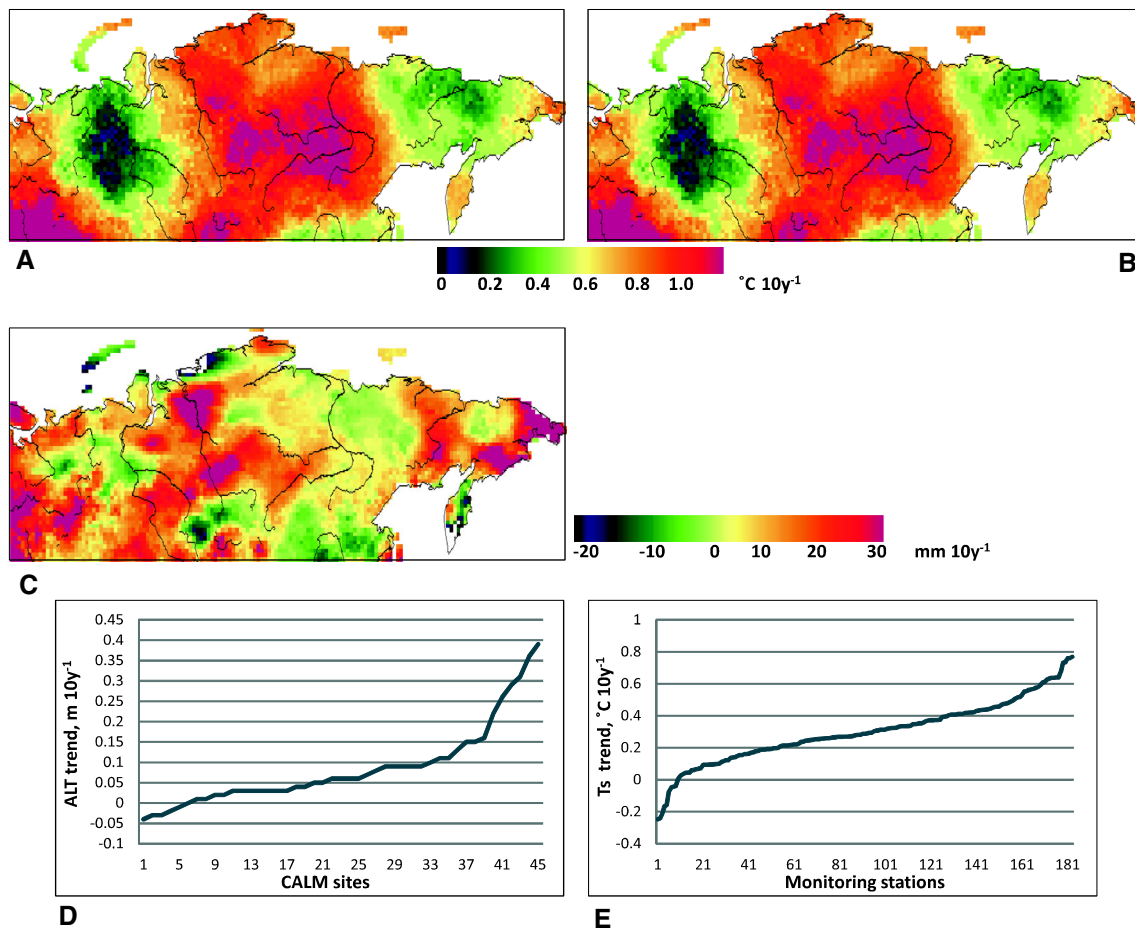 A
B
0 0.2 0.4 0.6 0.8 1.0 ˚C 10y⁻¹
C
-20 -10 0 10 20 30 mm 10y⁻¹
ALT trend, m 10y⁻¹
0.45
0.4
0.35
0.3
0.25
0.2
0.15
0.1
0.05
0
-0.05
-0.1
1 5 9 13 17 21 25 29 33 37 41 45
CALM sites
D
Ts trend, ˚C 10y⁻¹
1
0.8
0.6
0.4
0.2
0
-0.2
-0.4
1 21 41 61 81 101 121 141 161 181
Monitoring stations
E